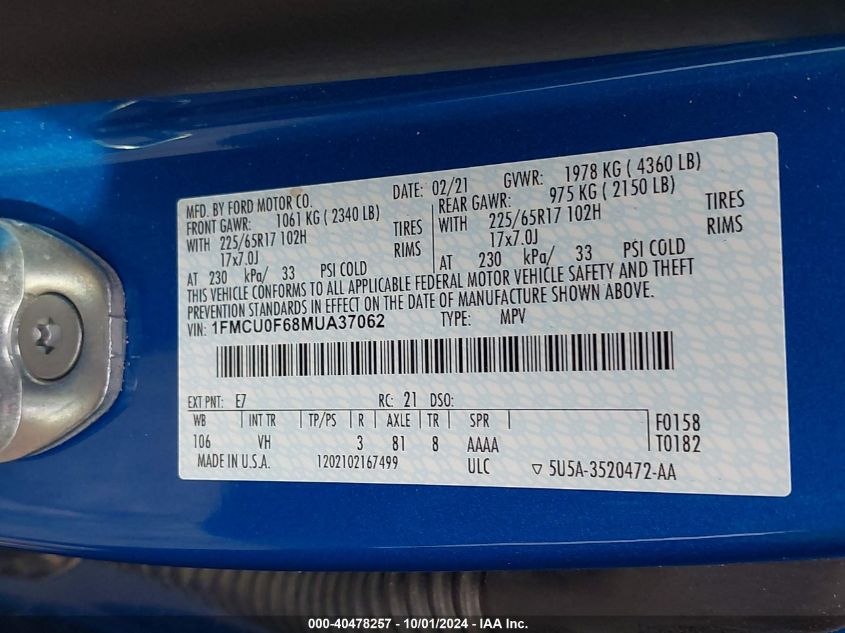 MFD. BY FORD MOTOR CO.
DATE: 02/21 GVWR: 1978 KG ( 4360 LB)
FRONT GAWR: 1061 KG ( 2340 LB)
REAR GAWR: 975 KG ( 2150 LB)
WITH 225/65R17 102H TIRES
WITH 225/65R17 102H TIRES
17x7.0J RIMS
17x7.0J RIMS
AT 230 kPa/ 33 PSI COLD
AT 230 kPa/ 33 PSI COLD
THIS VEHICLE CONFORMS TO ALL APPLICABLE FEDERAL MOTOR VEHICLE SAFETY AND THEFT
PREVENTION STANDARDS IN EFFECT ON THE DATE OF MANUFACTURE SHOWN ABOVE.
VIN: 1FMCU0F68MUA37062 TYPE: MPV
EXT PNT: E7 RC: 21 DSO:
WB INT TR TP/PS R AXLE TR SPR
106 VH 3 81 8 AAAA
F0158
T0182
MADE IN U.S.A. 1202102167499 ULC ▽ 5U5A-3520472-AA
000-40478257 - 10/01/2024 - IAA Inc.